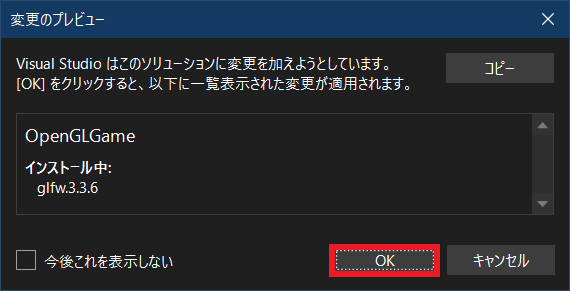 変更のプレビュー
Visual Studio はこのソリューションに変更を加えようとしています。
[OK] をクリックすると、以下に一覧表示された変更が適用されます。
コピー
OpenGLGame
インストール中:
glfw.3.3.6
今後これを表示しない
OK
キャンセル